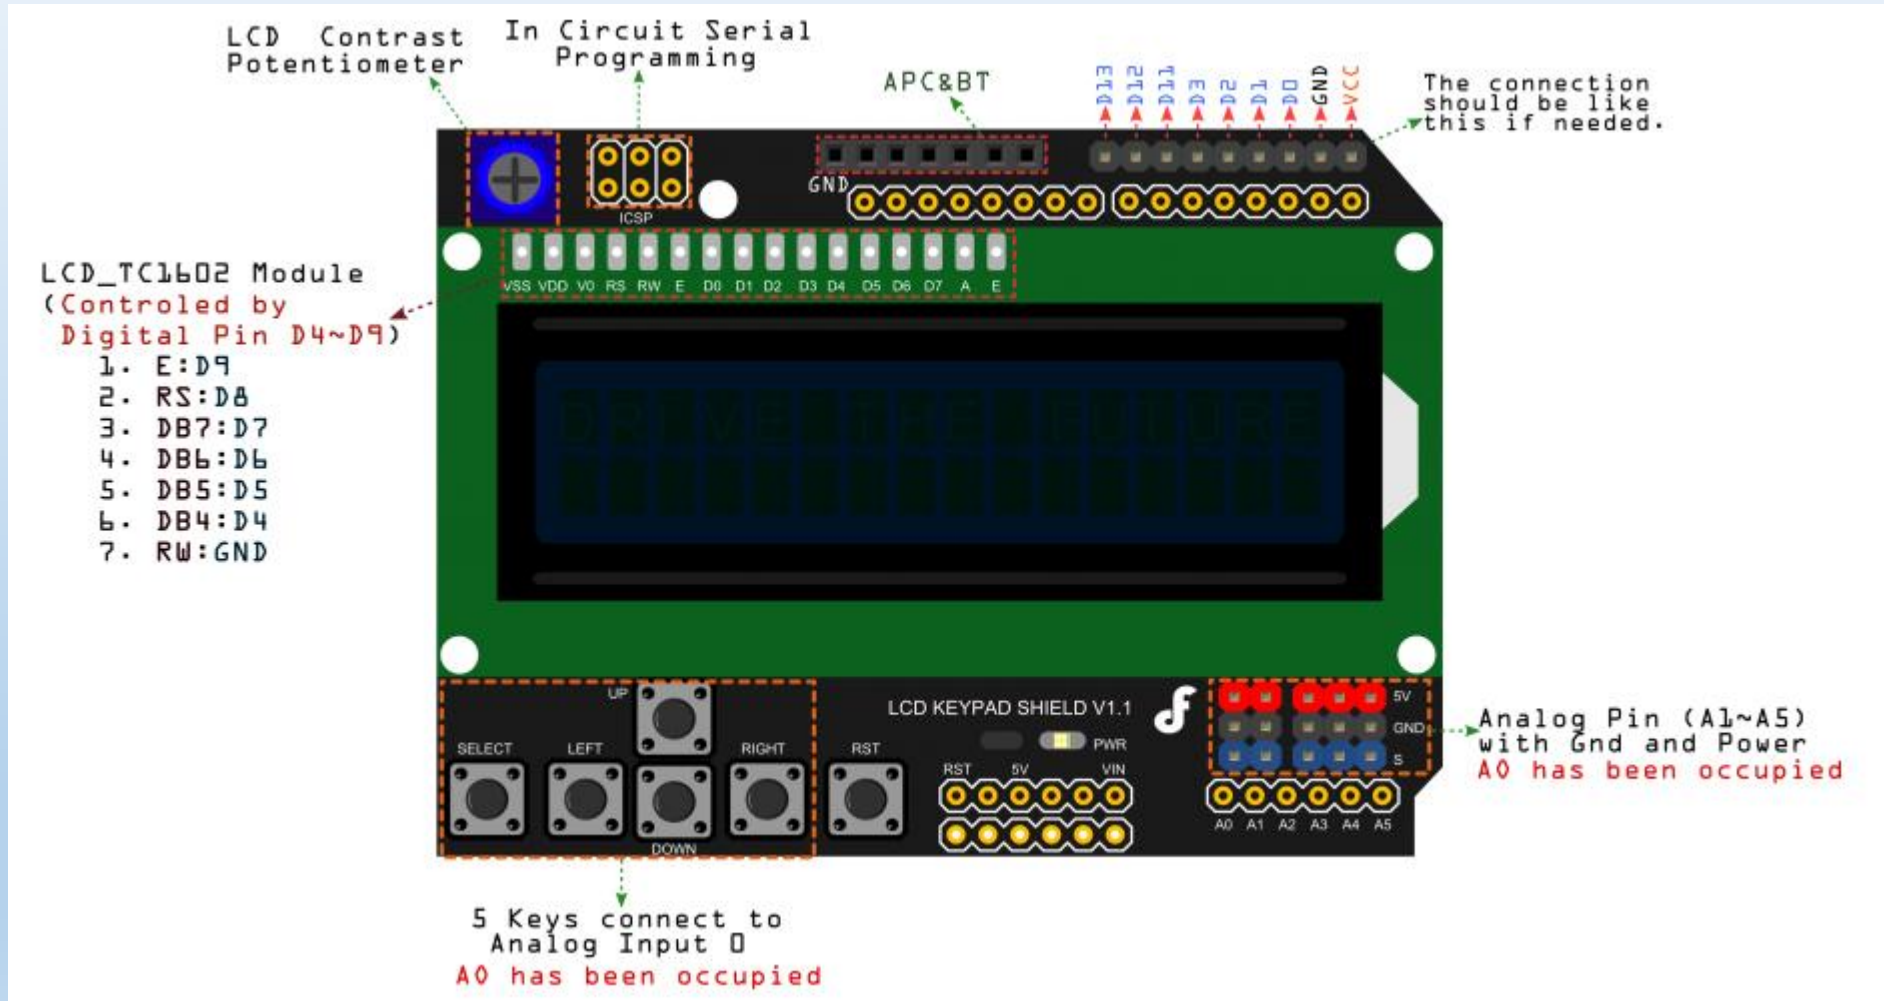 LCD Contrast
Potentiometer
In Circuit Serial
Programming
APC&BT
D13
D12
D11
D3
D2
D1
D0
GND
VCC
The connection
should be like
this if needed.
GND
ICSP
VSS VDD V0 RS RW E D0 D1 D2 D3 D4 D5 D6 D7 A E
LCD_TC1602 Module
(Controled by
Digital Pin D4~D9)
1. E:D9
2. RS:D8
3. DB7:D7
4. DB6:D6
5. DB5:D5
6. DB4:D4
7. RW:GND
DRIVE THE FUTURE
UP
SELECT
LEFT
RIGHT
DOWN
RST
LCD KEYPAD SHIELD V1.1
PWR
RST 5V VIN
5V
GND
S
A0 A1 A2 A3 A4 A5
Analog Pin (A1~A5)
with Gnd and Power
A0 has been occupied
5 Keys connect to
Analog Input 0
A0 has been occupied